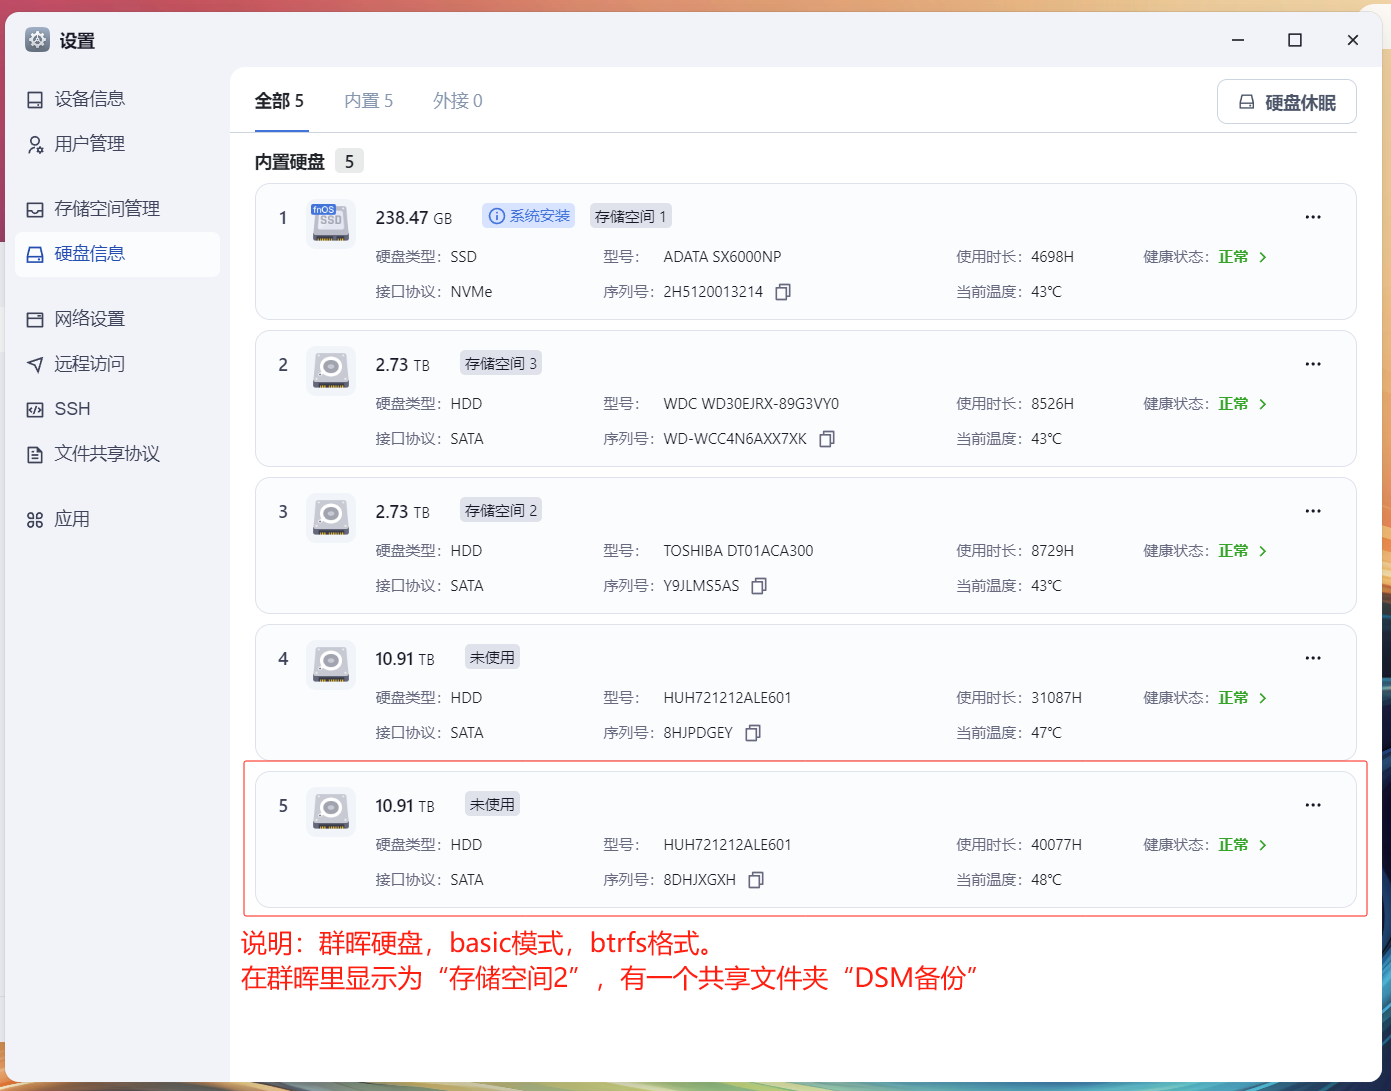 设置
设备信息
用户管理
存储空间管理
硬盘信息
网络设置
远程访问
SSH
文件共享协议
应用
全部 5 内置 5 外接 0 硬盘休眠
内置硬盘 5
1 fnOS SSD 238.47 GB 系统安装 存储空间 1
硬盘类型: SSD 型号: ADATA SX6000NP 使用时长: 4698H 健康状态: 正常
接口协议: NVMe 序列号: 2H5120013214 当前温度: 43℃
2 2.73 TB 存储空间 3
硬盘类型: HDD 型号: WDC WD30EJRX-89G3VY0 使用时长: 8526H 健康状态: 正常
接口协议: SATA 序列号: WD-WCC4N6AXX7XK 当前温度: 43℃
3 2.73 TB 存储空间 2
硬盘类型: HDD 型号: TOSHIBA DT01ACA300 使用时长: 8729H 健康状态: 正常
接口协议: SATA 序列号: Y9JLMS5AS 当前温度: 43℃
4 10.91 TB 未使用
硬盘类型: HDD 型号: HUH721212ALE601 使用时长: 31087H 健康状态: 正常
接口协议: SATA 序列号: 8HJPDGEY 当前温度: 47℃
5 10.91 TB 未使用
硬盘类型: HDD 型号: HUH721212ALE601 使用时长: 40077H 健康状态: 正常
接口协议: SATA 序列号: 8DHJXGXH 当前温度: 48℃
说明：群晖硬盘，basic模式，btrfs格式。
在群晖里显示为“存储空间2”，有一个共享文件夹“DSM备份”